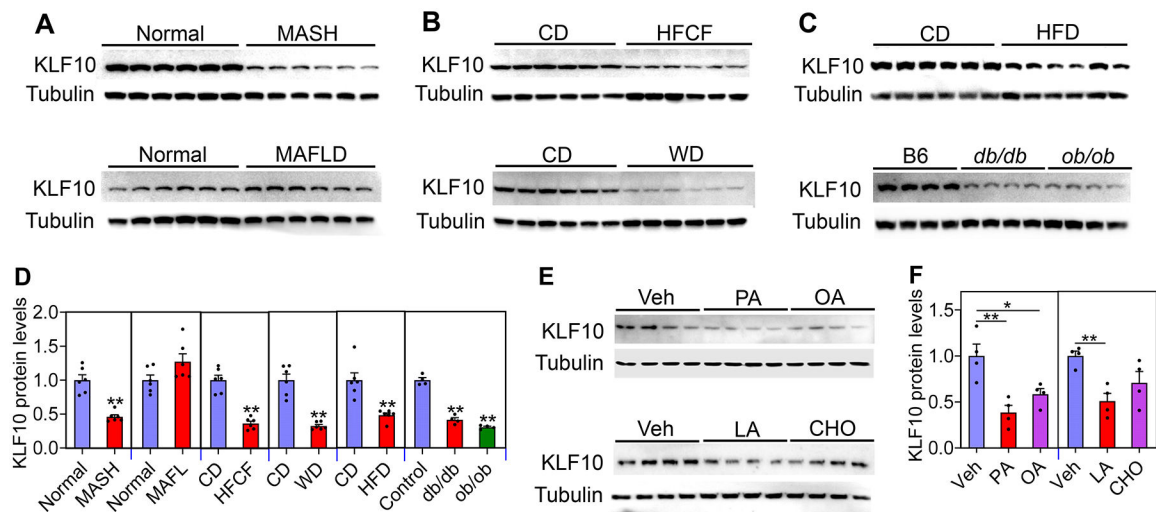 A
Normal MASH
KLF10
Tubulin
Normal MAFLD
KLF10
Tubulin
B
CD HFCF
KLF10
Tubulin
CD WD
KLF10
Tubulin
C
CD HFD
KLF10
Tubulin
B6 db/db ob/ob
KLF10
Tubulin
D
KLF10 protein levels
2.0
1.5
1.0
0.5
0.0
** ** ** ** ** **
Normal MASH Normal MAFL CD HFCF CD WD CD HFD Control db/db ob/ob
E
Veh PA OA
KLF10
Tubulin
Veh LA CHO
KLF10
Tubulin
F
KLF10 protein levels
1.5
1.0
0.5
0.0
*
** **
Veh PA OA Veh LA CHO